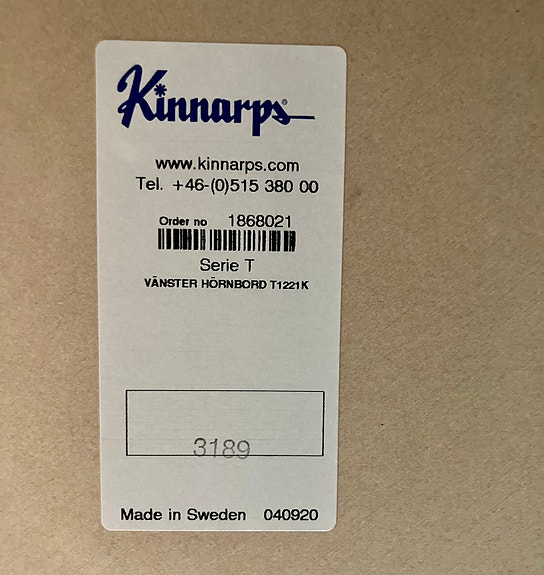 Kinnarps®
www.kinnarps.com
Tel. +46-(0)515 380 00
Order no 1868021
Serie T
VÄNSTER HÖRNBORD T1221K
3189
Made in Sweden 040920